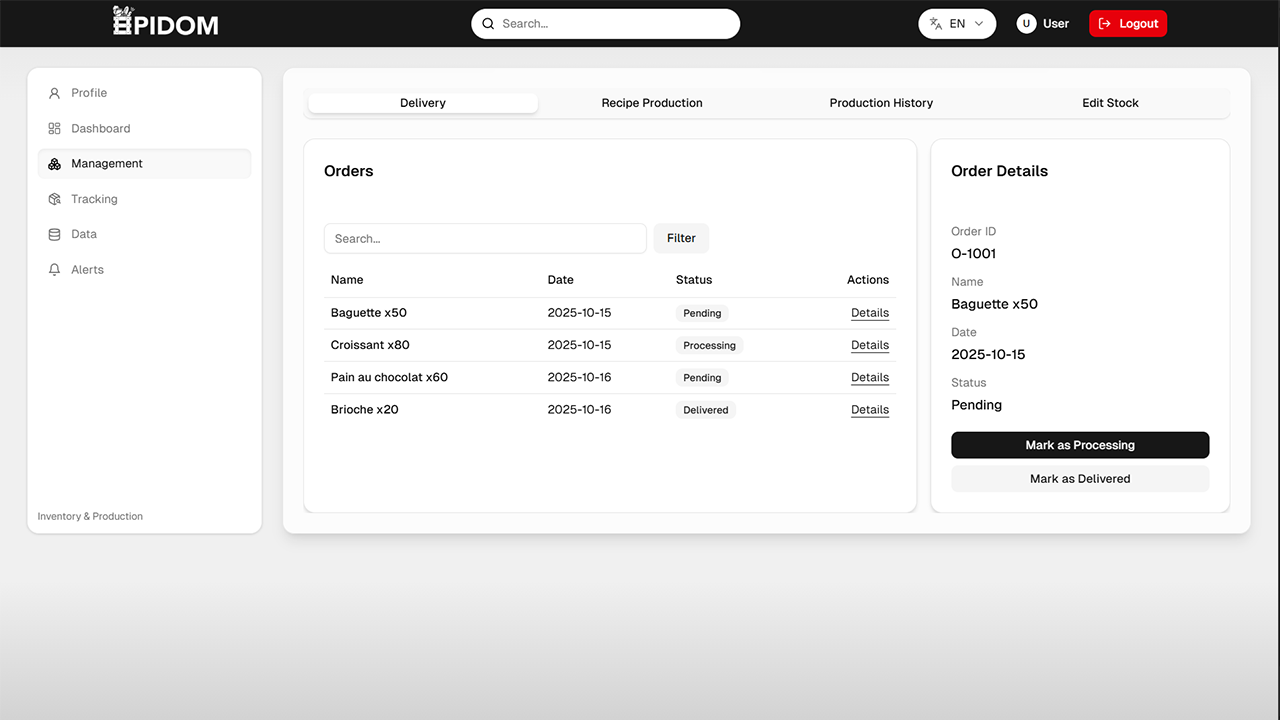 EPIDOM
Search...
EN
U
User
Logout
Profile
Dashboard
Management
Tracking
Data
Alerts
Inventory & Production
Delivery
Recipe Production
Production History
Edit Stock
Orders
Search...
Filter
Name Date Status Actions
Baguette x50 2025-10-15 Pending Details
Croissant x80 2025-10-15 Processing Details
Pain au chocolat x60 2025-10-16 Pending Details
Brioche x20 2025-10-16 Delivered Details
Order Details
Order ID
O-1001
Name
Baguette x50
Date
2025-10-15
Status
Pending
Mark as Processing
Mark as Delivered